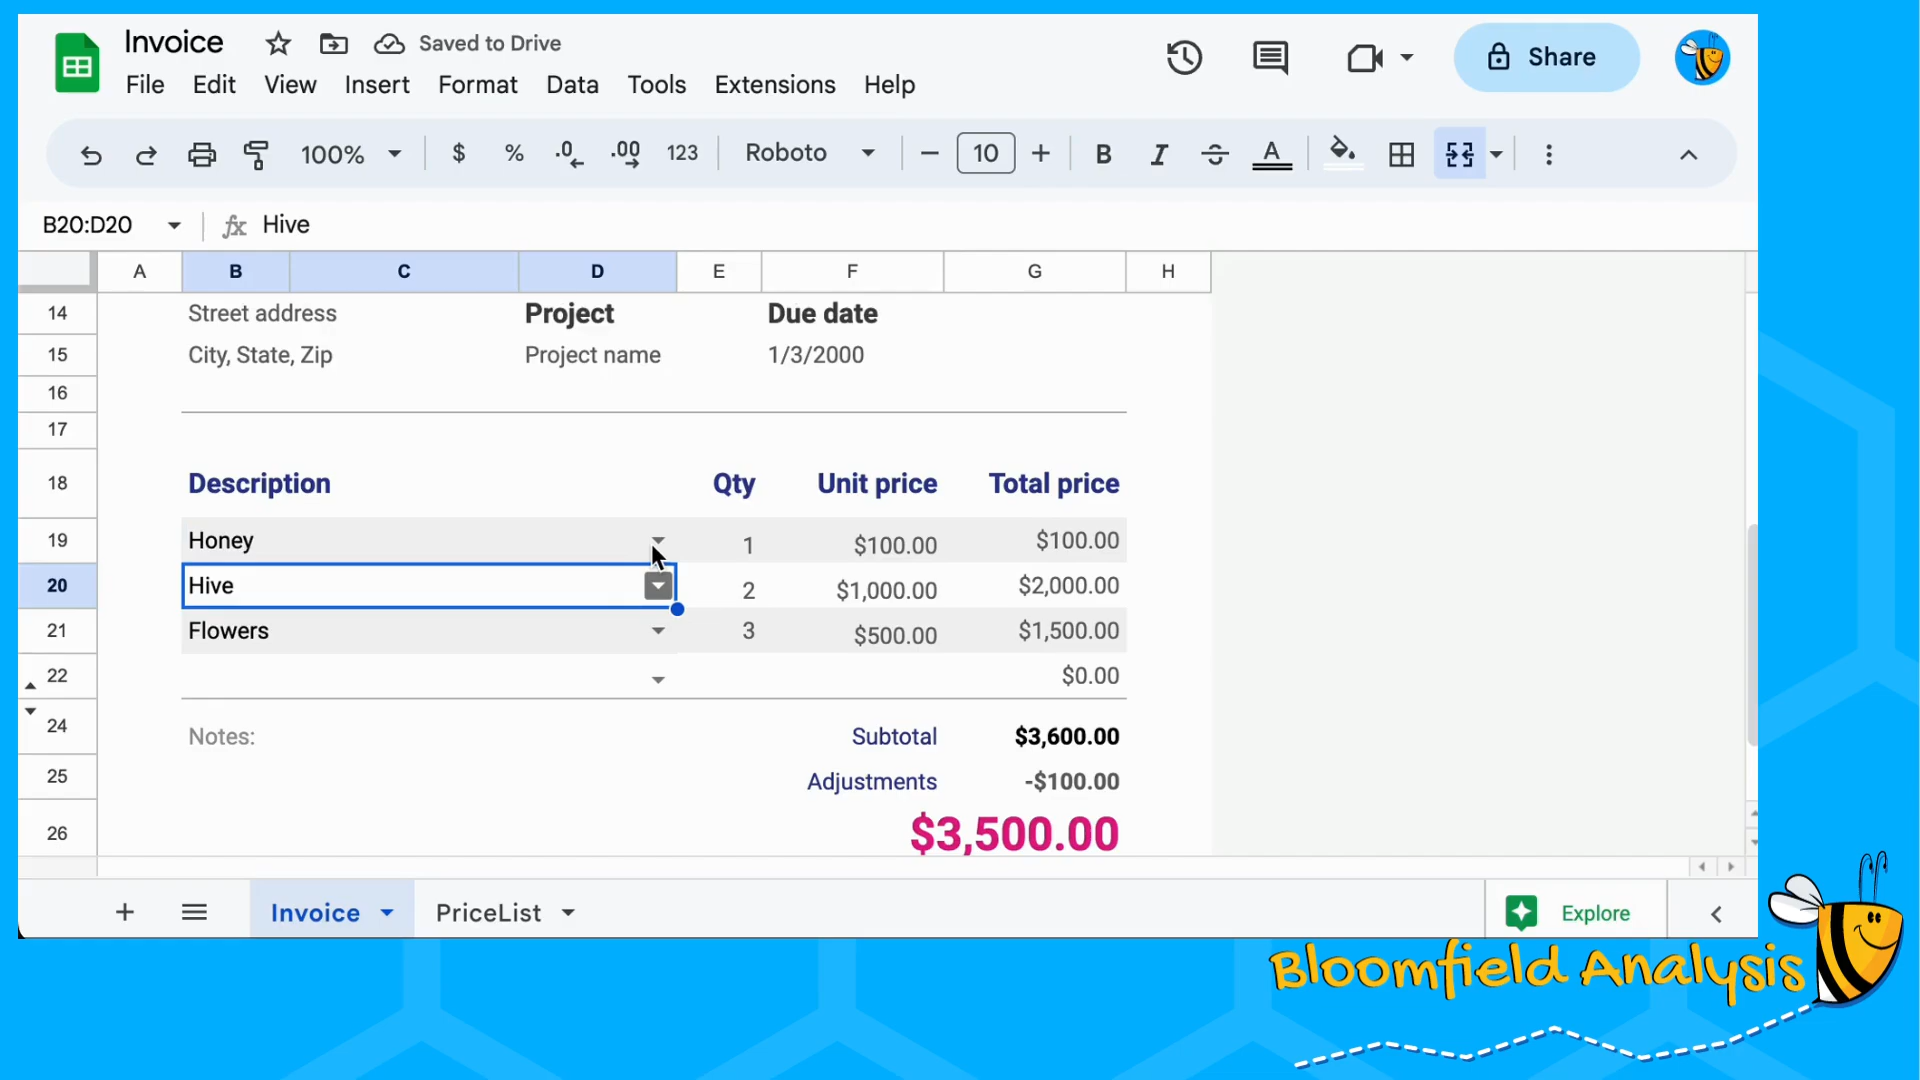 Invoice Saved to Drive
Share
File Edit View Insert Format Data Tools Extensions Help
100% $ % .0 .00 123 Roboto 10 B I S A
B20:D20 fx Hive
A B C D E F G H
14 Street address Project Due date
15 City, State, Zip Project name 1/3/2000
16
17
18 Description Qty Unit price Total price
19 Honey 1 $100.00 $100.00
20 Hive 2 $1,000.00 $2,000.00
21 Flowers 3 $500.00 $1,500.00
22 $0.00
24 Notes: Subtotal $3,600.00
25 Adjustments -$100.00
26 $3,500.00
Invoice PriceList Explore
Bloomfield Analysis